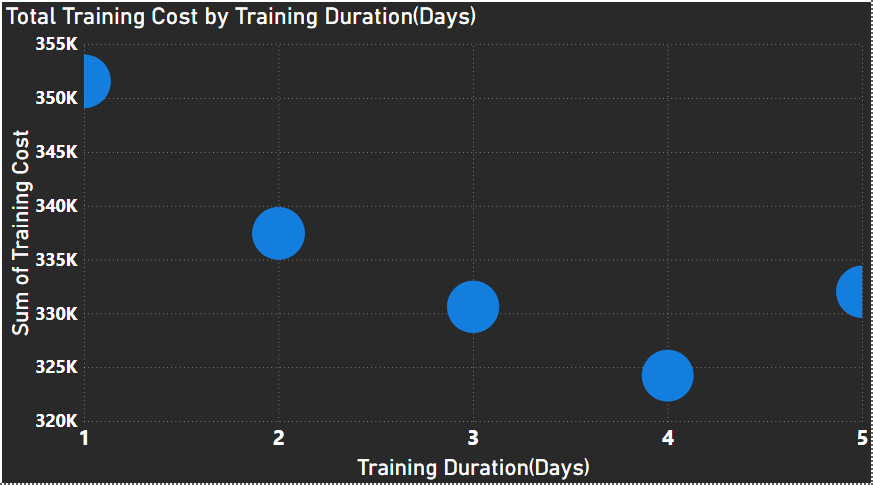 Total Training Cost by Training Duration(Days)
Sum of Training Cost
355K
350K
345K
340K
335K
330K
325K
320K
1 2 3 4 5
Training Duration(Days)